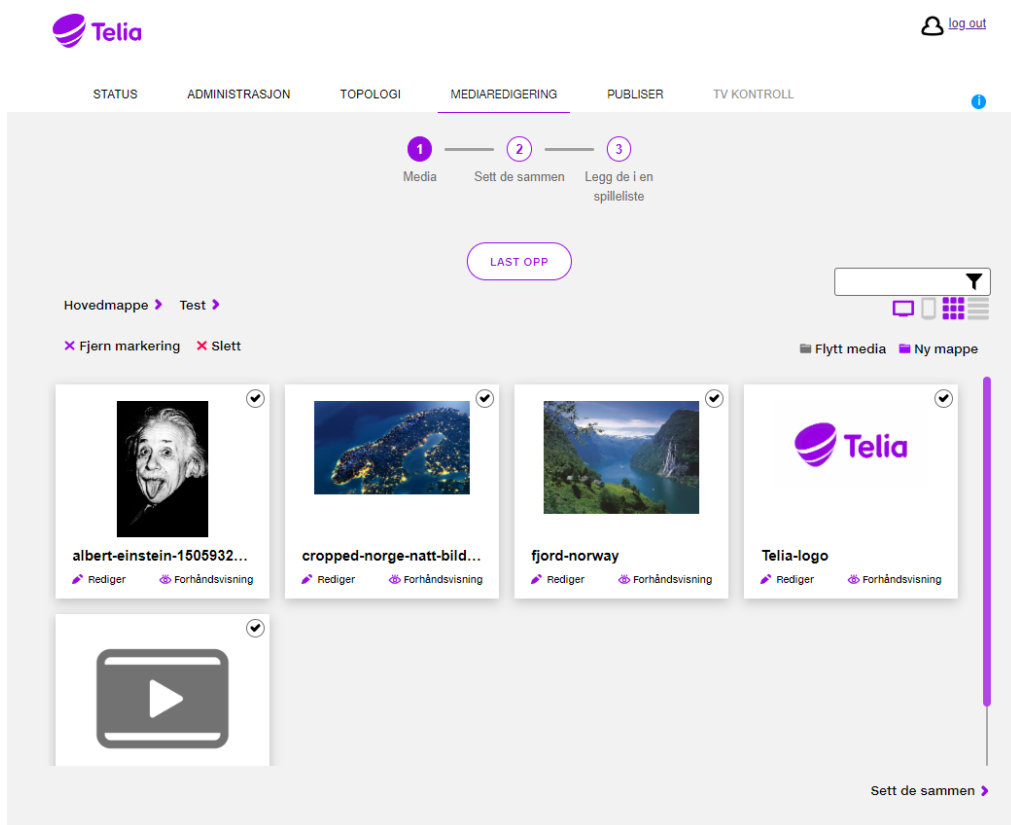 Telia
log out
STATUS ADMINISTRASJON TOPOLOGI MEDIAREDIGERING PUBLISER TV KONTROLL
i
1 2 3
Media Sett de sammen Legg de i en
spilleliste
LAST OPP
Hovedmappe Test
Fjern markering Slett
Flytt media Ny mappe
Telia
albert-einstein-1505932... cropped-norge-natt-bild... fjord-norway Telia-logo
Rediger Forhåndsvisning Rediger Forhåndsvisning Rediger Forhåndsvisning Rediger Forhåndsvisning
Sett de sammen